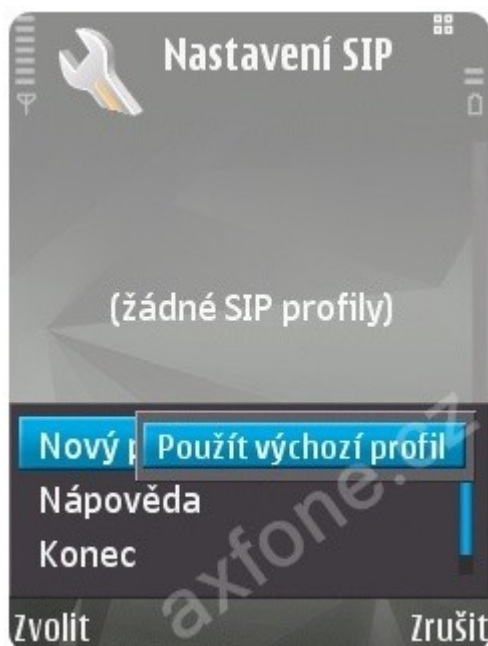 Nastavení SIP
(žádné SIP profily)
Nový
Použít výchozí profil
Nápověda
Konec
Zvolit
Zrušit
axfone.cz